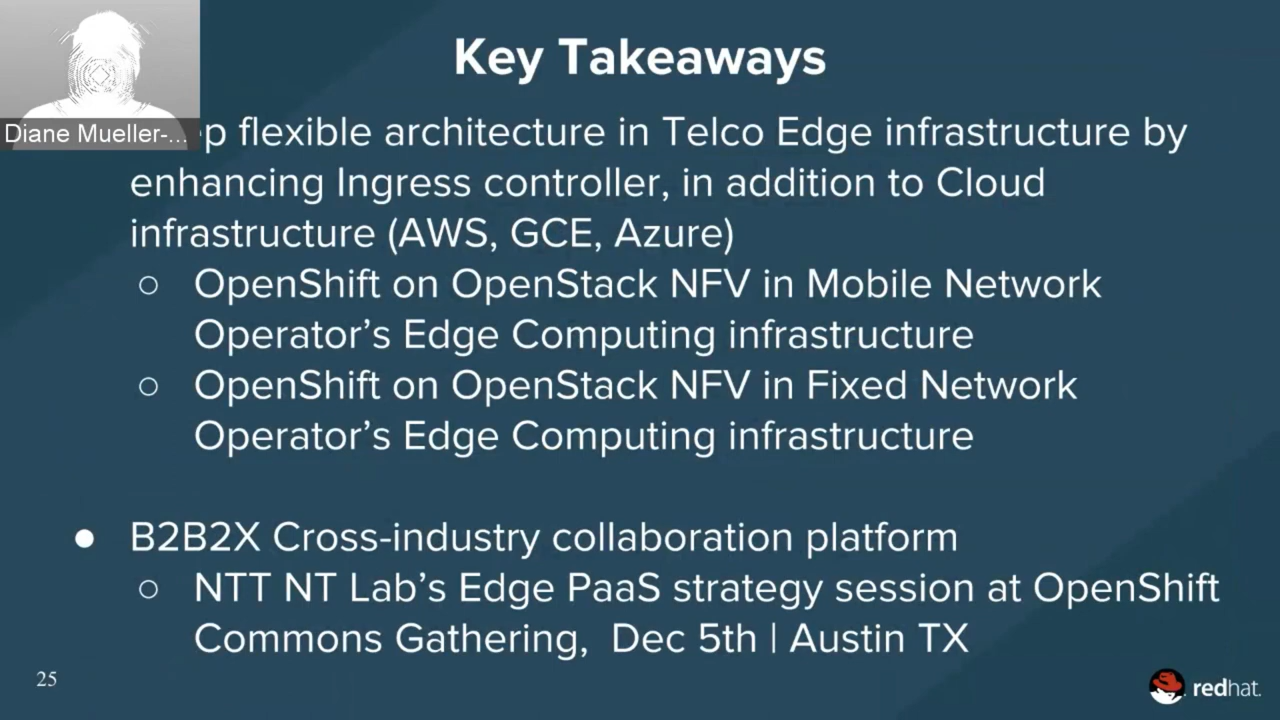 Key Takeaways
Diane Mueller-...
flexible architecture in Telco Edge infrastructure by
enhancing Ingress controller, in addition to Cloud
infrastructure (AWS, GCE, Azure)
○ OpenShift on OpenStack NFV in Mobile Network
Operator’s Edge Computing infrastructure
○ OpenShift on OpenStack NFV in Fixed Network
Operator’s Edge Computing infrastructure
● B2B2X Cross-industry collaboration platform
○ NTT NT Lab’s Edge PaaS strategy session at OpenShift
Commons Gathering, Dec 5th | Austin TX
25
redhat.